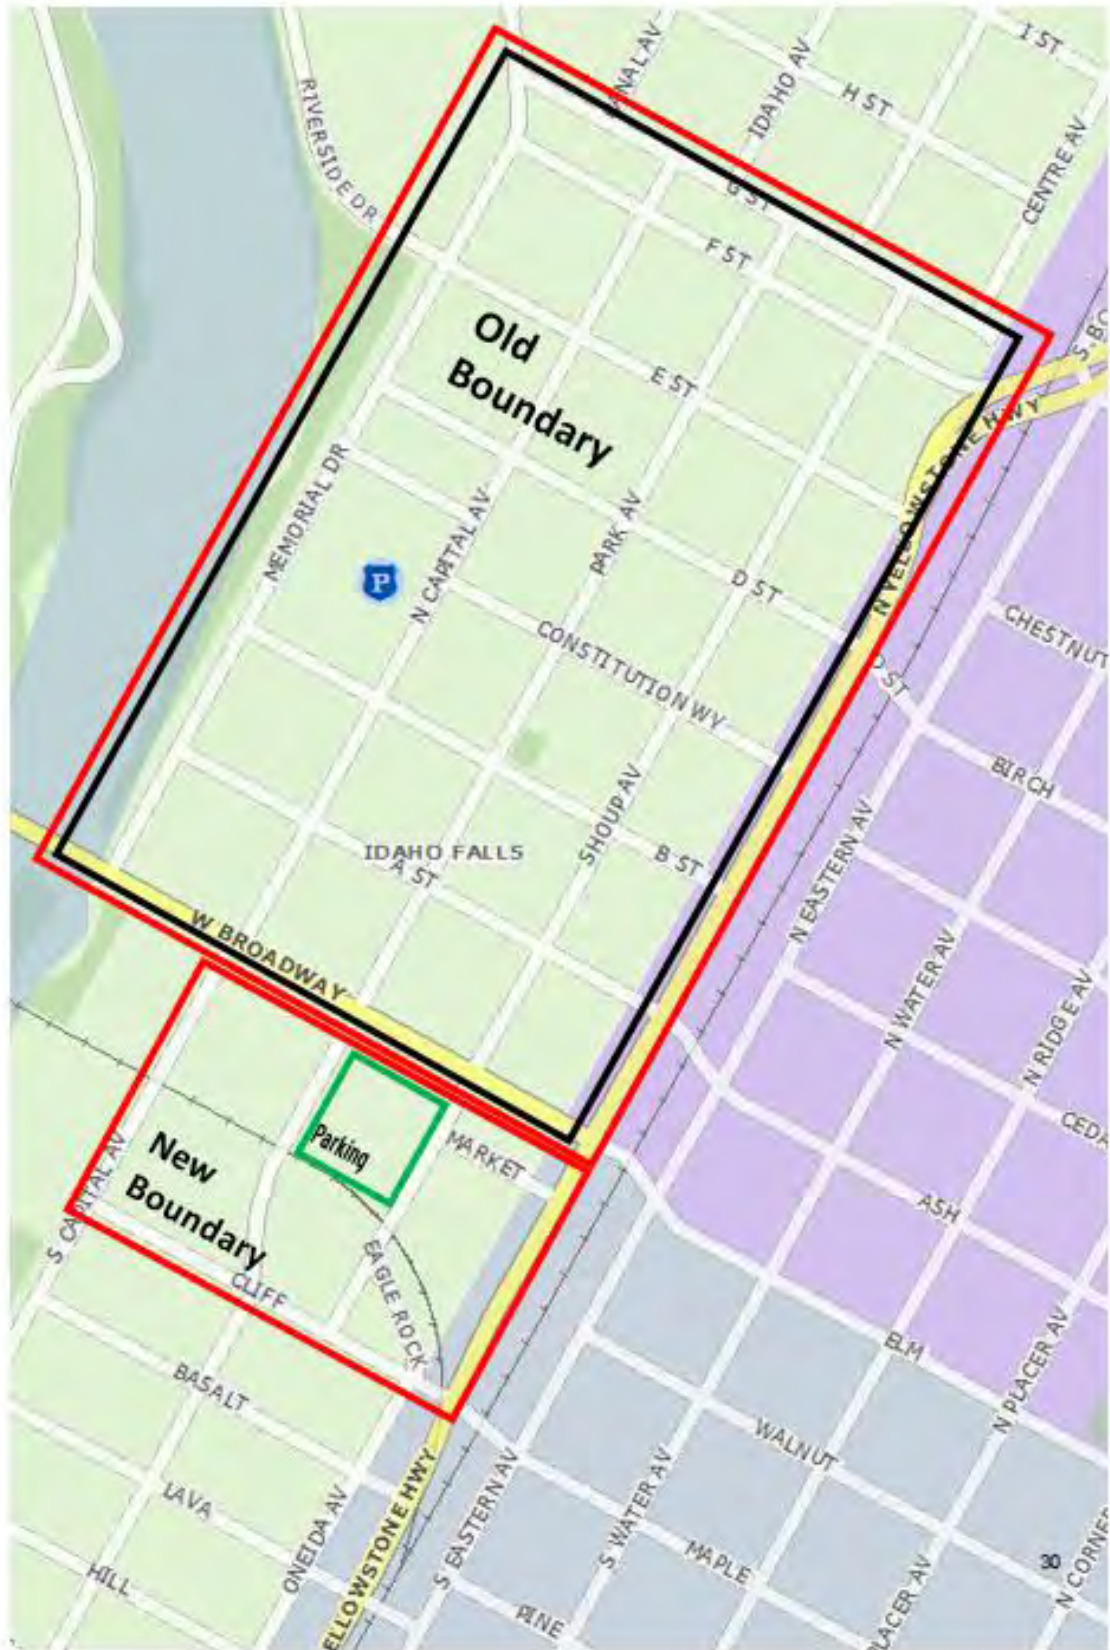 I ST
CANAL AV
IDAHO AV
H ST
RIVERSIDE DR
CENTRE AV
G ST
F ST
Old
Boundary
E ST
N YELLOWSTONE HWY
MEMORIAL DR
N CAPITAL AV
PARK AV
P
D ST
CHESTNUT
CONSTITUTION WY
D ST
BIRCH
SHOUP AV
N EASTERN AV
IDAHO FALLS
B ST
A ST
W BROADWAY
N WATER AV
N RIDGE AV
Parking
MARKET
New
Boundary
S CAPITAL AV
ASH
EAGLE ROCK
CLIFF
ELM
N PLACER AV
BASALT
WALNUT
LAVA
YELLOWSTONE HWY
S EASTERN AV
S WATER AV
ONEIDA AV
MAPLE
30
HILL
PINE
PLACER AV
N CORNER